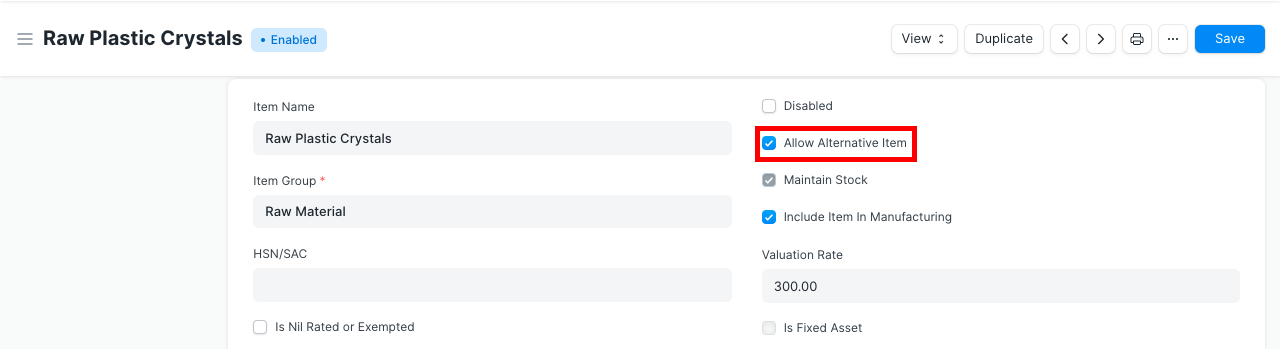 Raw Plastic Crystals
• Enabled
View
Duplicate
Save
Item Name
Raw Plastic Crystals
Item Group *
Raw Material
HSN/SAC
Is Nil Rated or Exempted
Disabled
Allow Alternative Item
Maintain Stock
Include Item In Manufacturing
Valuation Rate
300.00
Is Fixed Asset